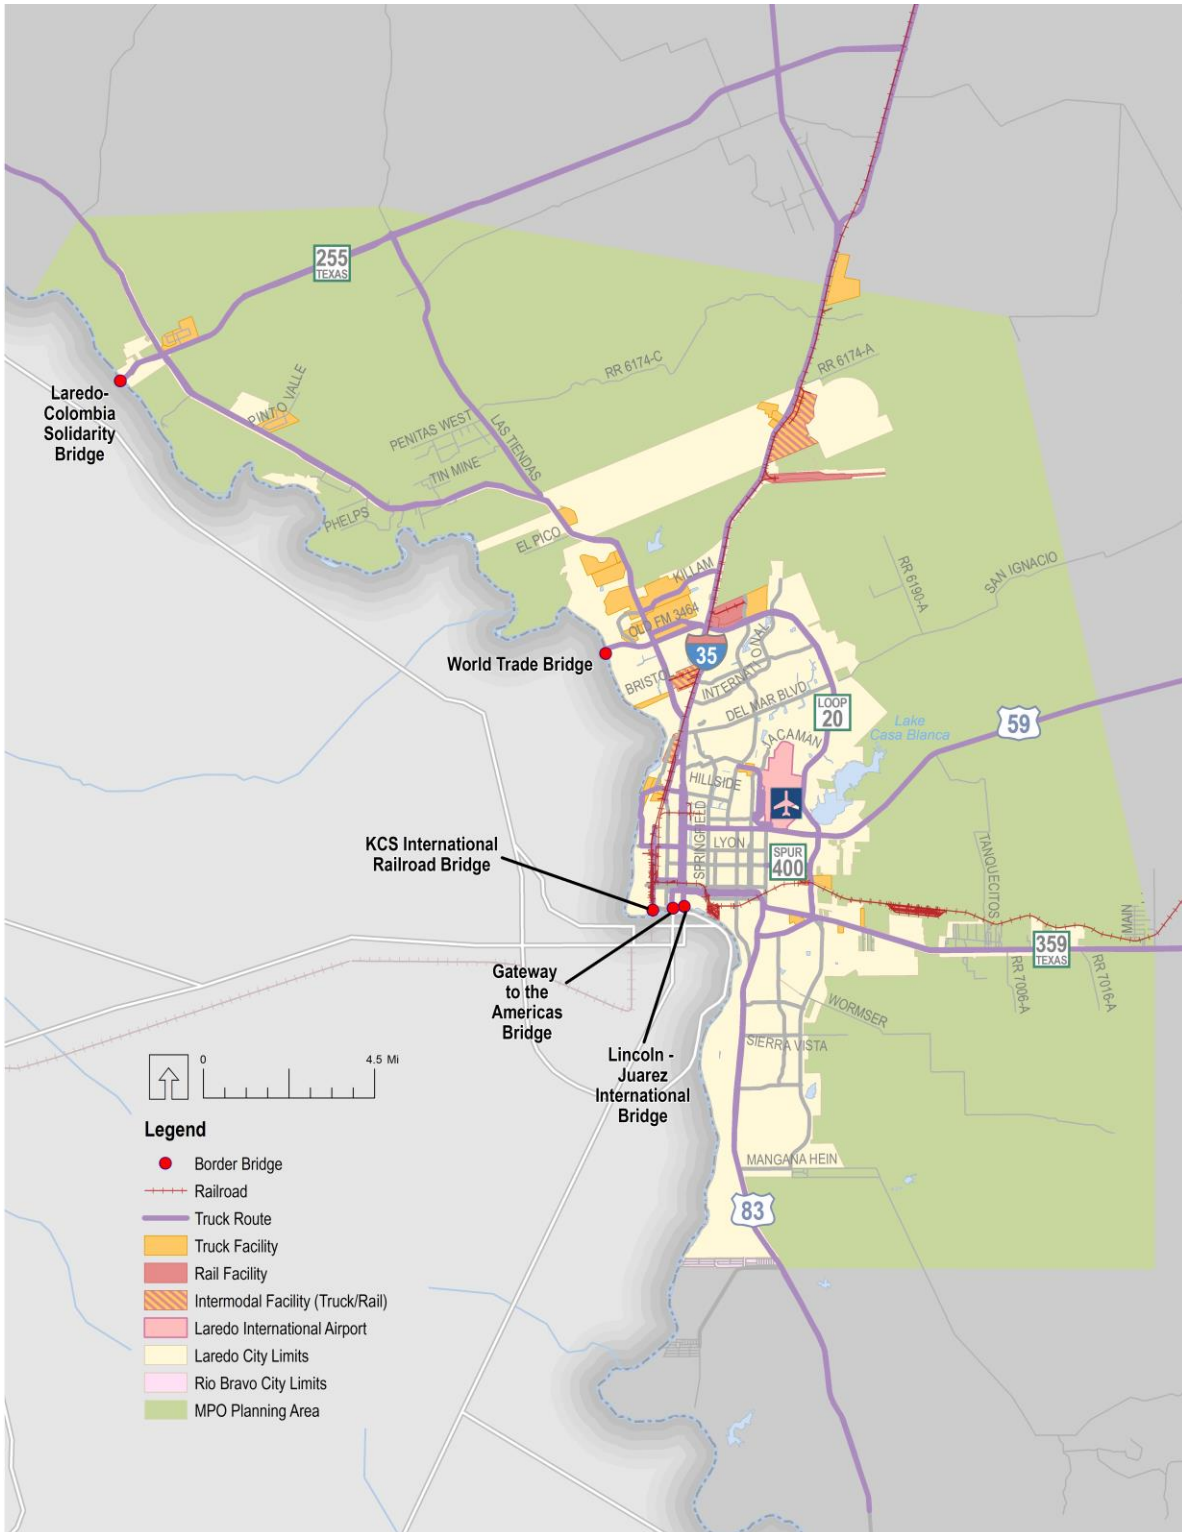 255
TEXAS
RR 6174-C
RR 6174-A
Laredo-
Colombia
Solidarity
Bridge
PINTO VALLE
PENITAS WEST
LAS TIENDAS
TIN MINE
PHELPS
EL PICO
KILLAM
RR 6190-A
SAN IGNACIO
OLD FM 3464
World Trade Bridge
35
INTERNATIONAL
BRISTOL
DEL MAR BLVD
LOOP
20
59
Lake
Casa Blanca
JACAMAN
HILLSIDE
KCS International
Railroad Bridge
SPRINGFIELD
LYON
SPUR
400
TANQUECITOS
MAIN
359
TEXAS
RR 7006-A
RR 7016-A
Gateway
to the
Americas
Bridge
WORMSER
SIERRA VISTA
Lincoln -
Juarez
International
Bridge
0
4.5 Mi
MANGANA HEIN
83
Legend
Border Bridge
Railroad
Truck Route
Truck Facility
Rail Facility
Intermodal Facility (Truck/Rail)
Laredo International Airport
Laredo City Limits
Rio Bravo City Limits
MPO Planning Area